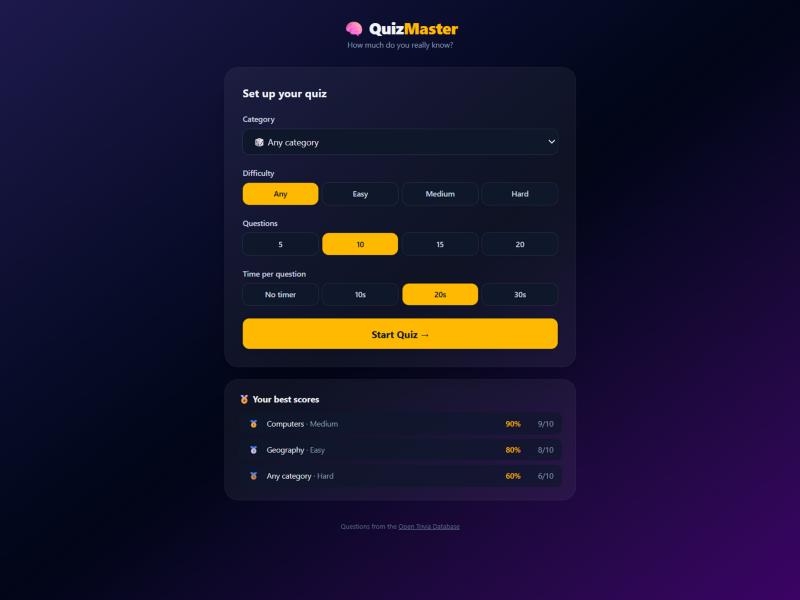 🧠 QuizMaster
How much do you really know?
Set up your quiz
Category
🎲 Any category
Difficulty
Any Easy Medium Hard
Questions
5 10 15 20
Time per question
No timer 10s 20s 30s
Start Quiz →
🏅 Your best scores
🥇 Computers · Medium 90% 9/10
🥈 Geography · Easy 80% 8/10
🥉 Any category · Hard 60% 6/10
Questions from the Open Trivia Database